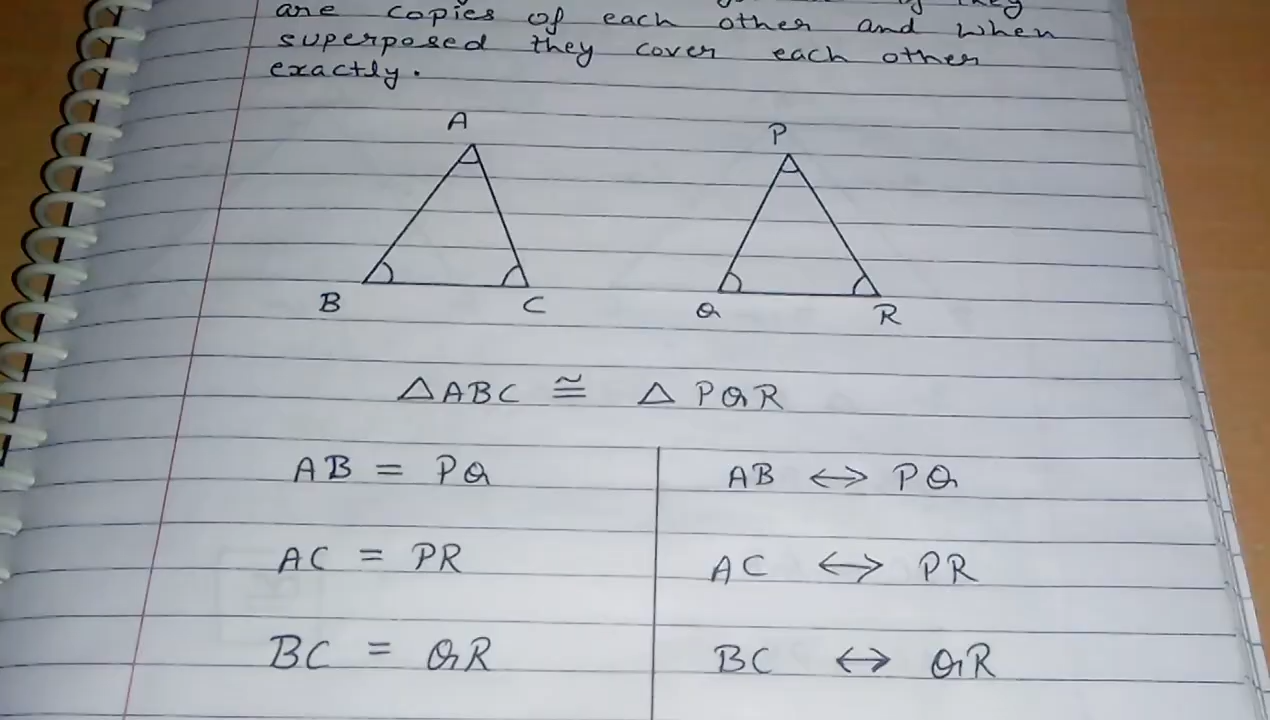 they
are copies of each other and when
superposed they cover each other
exactly.
A P
B C Q R
△ABC ≅ △PQR
AB = PQ AB ↔ PQ
AC = PR AC ↔ PR
BC = QR BC ↔ QR